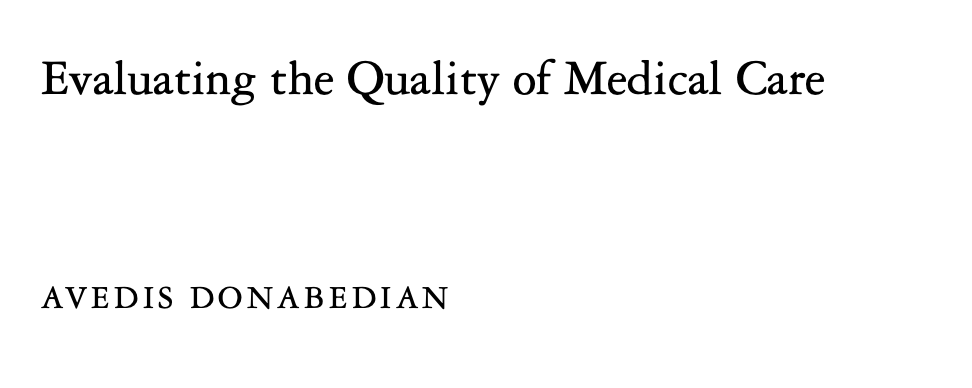 Evaluating the Quality of Medical Care
AVEDIS DONABEDIAN